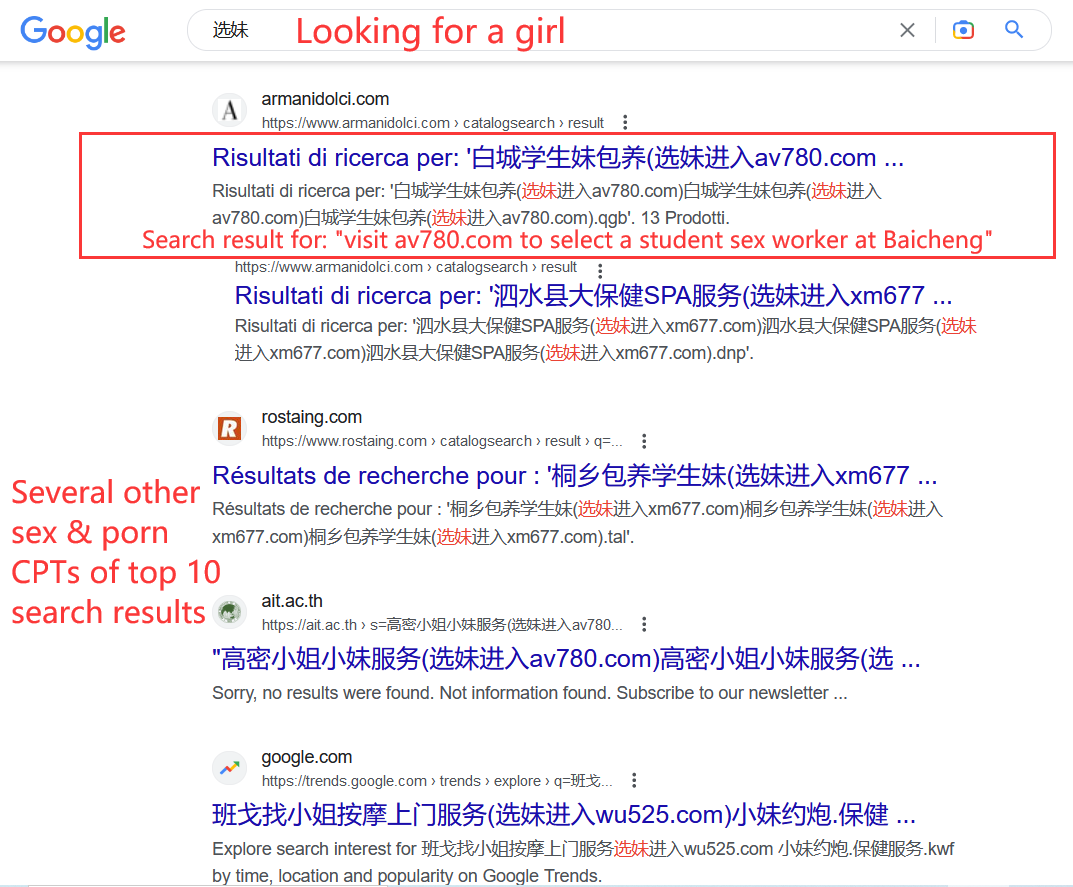 Google
选妹
Looking for a girl
armanidolci.com
https://www.armanidolci.com › catalogsearch › result
Risultati di ricerca per: '白城学生妹包养(选妹进入av780.com ...
Risultati di ricerca per: '白城学生妹包养(选妹进入av780.com)白城学生妹包养(选妹进入
av780.com)白城学生妹包养(选妹进入av780.com).qgb'. 13 Prodotti.
Search result for: "visit av780.com to select a student sex worker at Baicheng"
https://www.armanidolci.com › catalogsearch › result
Risultati di ricerca per: '泗水县大保健SPA服务(选妹进入xm677 ...
Risultati di ricerca per: '泗水县大保健SPA服务(选妹进入xm677.com)泗水县大保健SPA服务(选妹
进入xm677.com)泗水县大保健SPA服务(选妹进入xm677.com).dnp'.
rostaing.com
https://www.rostaing.com › catalogsearch › result › q=...
Résultats de recherche pour : '桐乡包养学生妹(选妹进入xm677 ...
Résultats de recherche pour : '桐乡包养学生妹(选妹进入xm677.com)桐乡包养学生妹(选妹进入
xm677.com)桐乡包养学生妹(选妹进入xm677.com).tal'.
Several other
sex & porn
CPTs of top 10
search results
ait.ac.th
https://ait.ac.th › s=高密小姐小妹服务(选妹进入av780...
"高密小姐小妹服务(选妹进入av780.com)高密小姐小妹服务(选 ...
Sorry, no results were found. Not information found. Subscribe to our newsletter ...
google.com
https://trends.google.com › trends › explore › q=班戈...
班戈找小姐按摩上门服务(选妹进入wu525.com)小妹约炮.保健 ...
Explore search interest for 班戈找小姐按摩上门服务选妹进入wu525.com 小妹约炮.保健服务.kwf
by time, location and popularity on Google Trends.